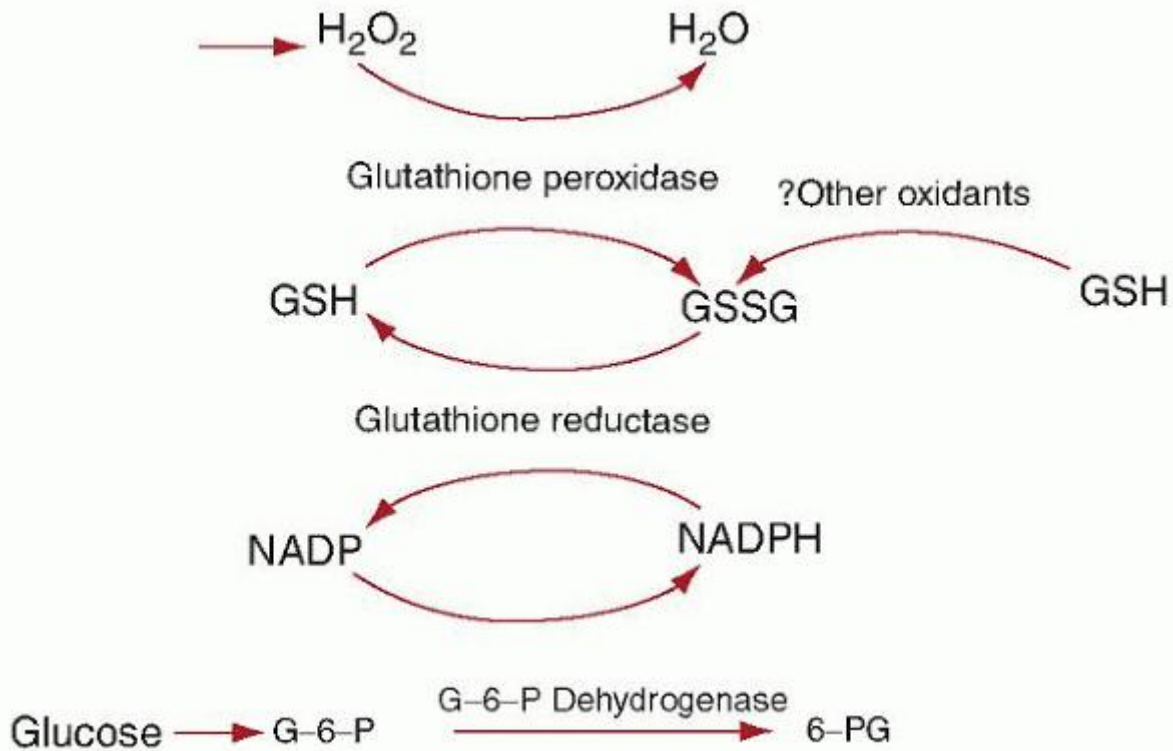 H₂O₂ H₂O
Glutathione peroxidase
?Other oxidants
GSH GSSG GSH
Glutathione reductase
NADP NADPH
G–6–P Dehydrogenase
Glucose G-6-P 6-PG